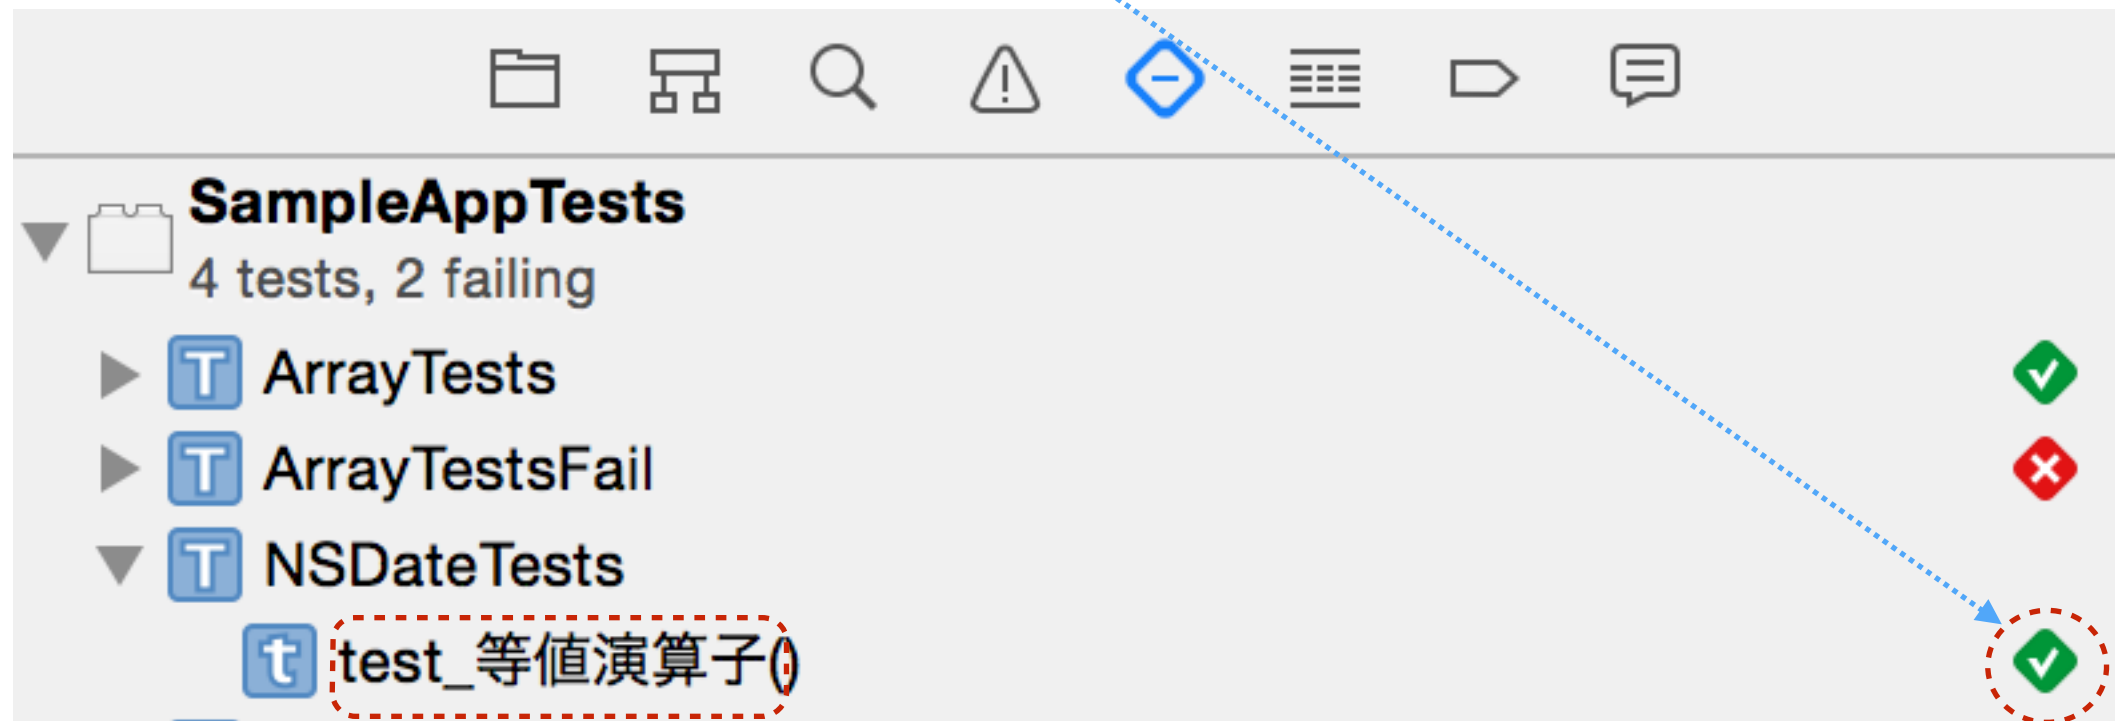 SampleAppTests
4 tests, 2 failing
T ArrayTests
T ArrayTestsFail
T NSDateTests
t test_等値演算子()